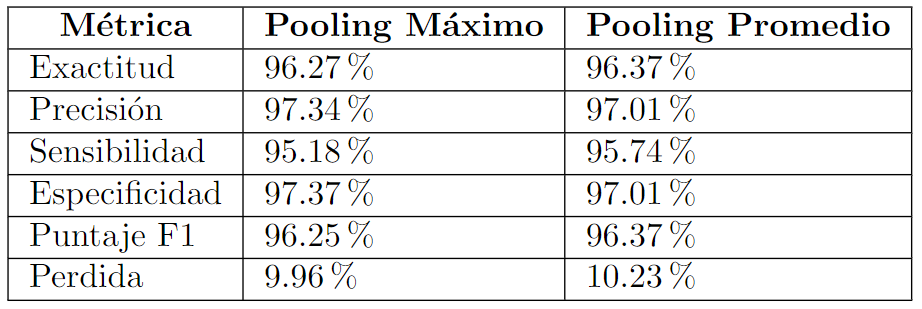 Métrica Pooling Máximo Pooling Promedio
Exactitud 96.27 % 96.37 %
Precisión 97.34 % 97.01 %
Sensibilidad 95.18 % 95.74 %
Especificidad 97.37 % 97.01 %
Puntaje F1 96.25 % 96.37 %
Perdida 9.96 % 10.23 %